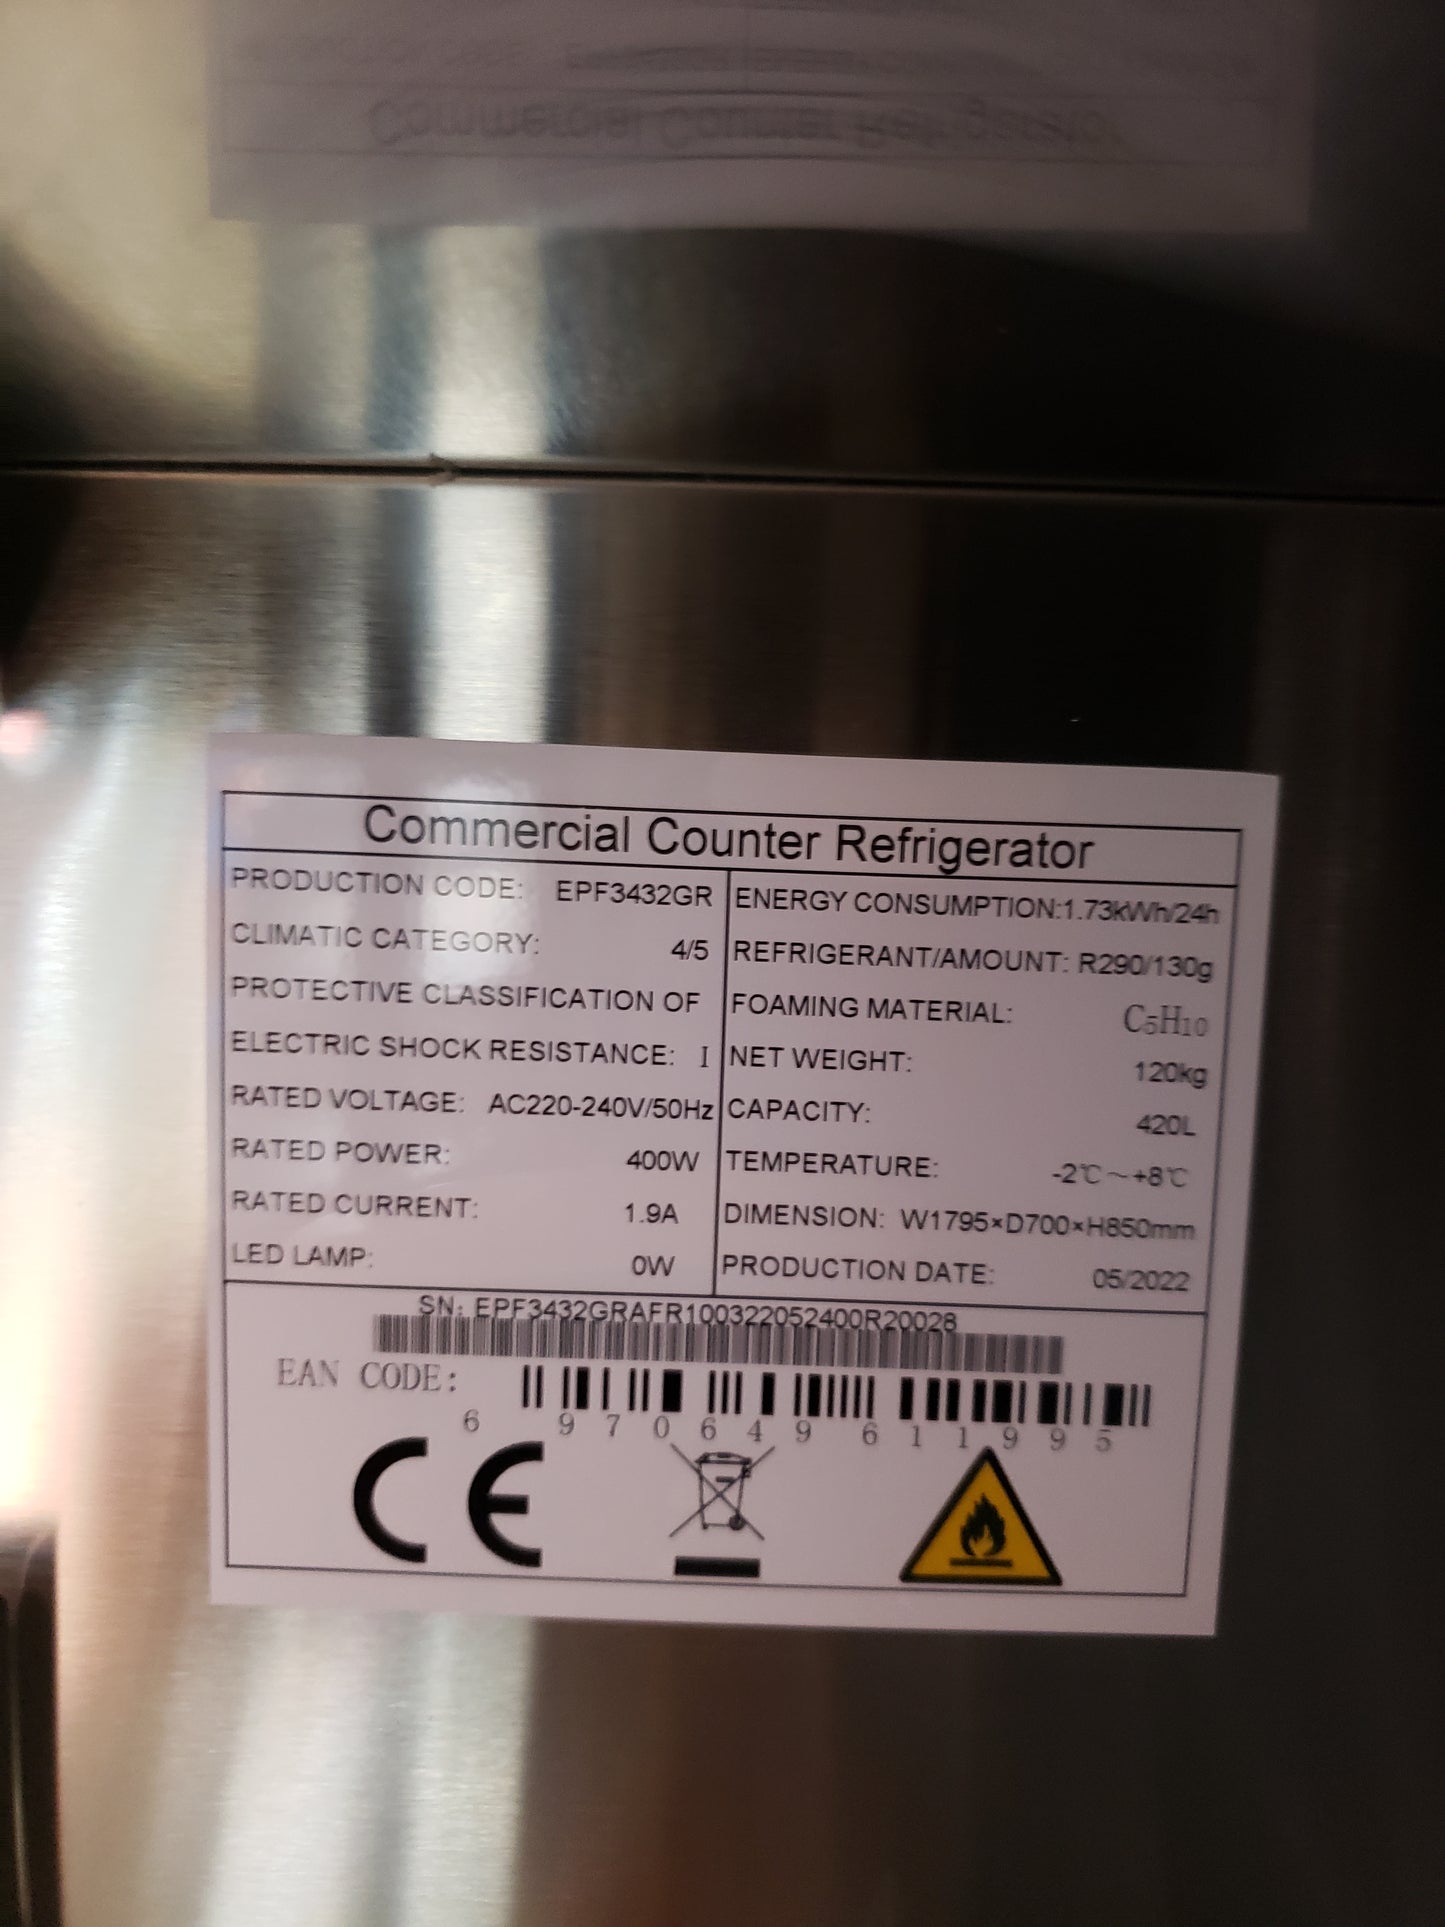 Commercial Counter Refrigerator
PRODUCTION CODE: EPF3432GR
CLIMATIC CATEGORY: 4/5
PROTECTIVE CLASSIFICATION OF
ELECTRIC SHOCK RESISTANCE: I
RATED VOLTAGE: AC220-240V/50Hz
RATED POWER: 400W
RATED CURRENT: 1.9A
LED LAMP: 0W
ENERGY CONSUMPTION:1.73kWh/24h
REFRIGERANT/AMOUNT: R290/130g
FOAMING MATERIAL: C5H10
NET WEIGHT: 120kg
CAPACITY: 420L
TEMPERATURE: -2℃~+8℃
DIMENSION: W1795×D700×H850mm
PRODUCTION DATE: 05/2022
SN: EPF3432GRAFR100322052400R20028
EAN CODE:
6 970649 611995
CE